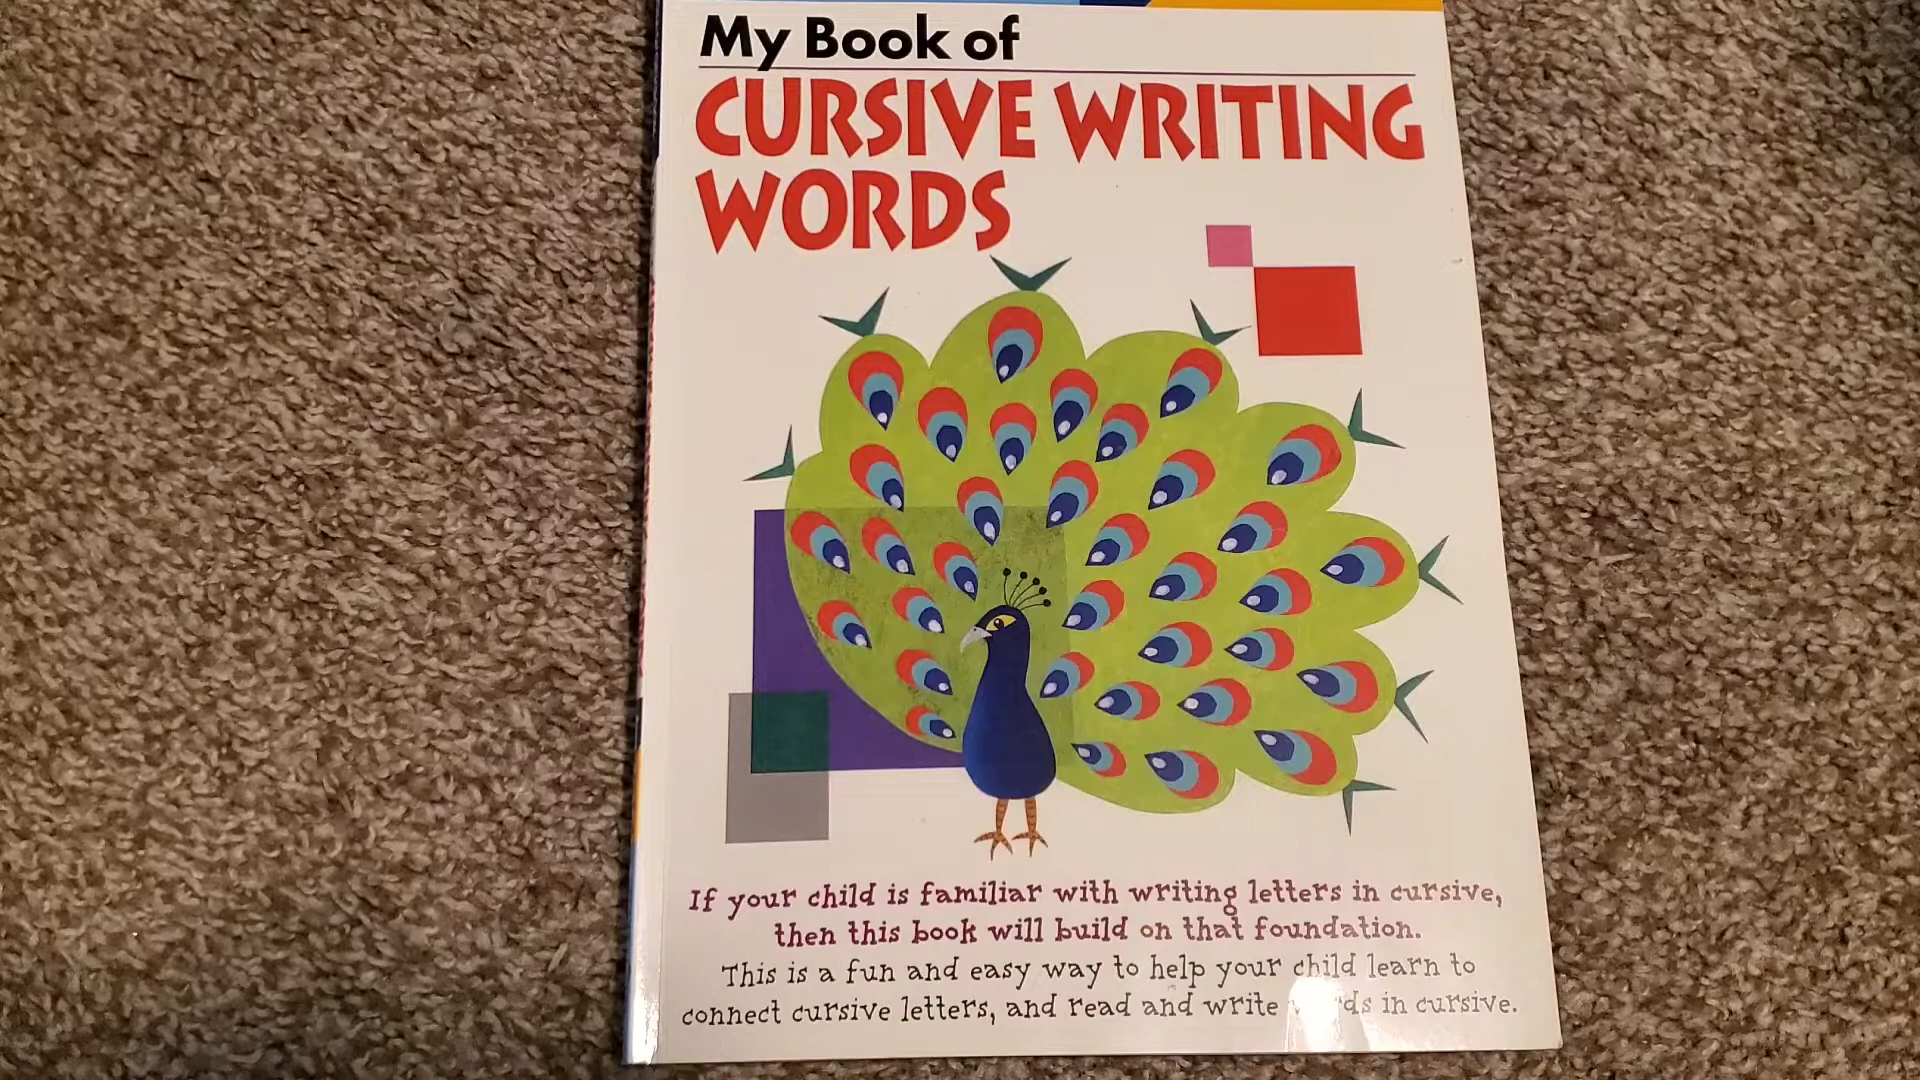 My Book of
CURSIVE WRITING
WORDS
If your child is familiar with writing letters in cursive,
then this book will build on that foundation.
This is a fun and easy way to help your child learn to
connect cursive letters, and read and write in cursive.